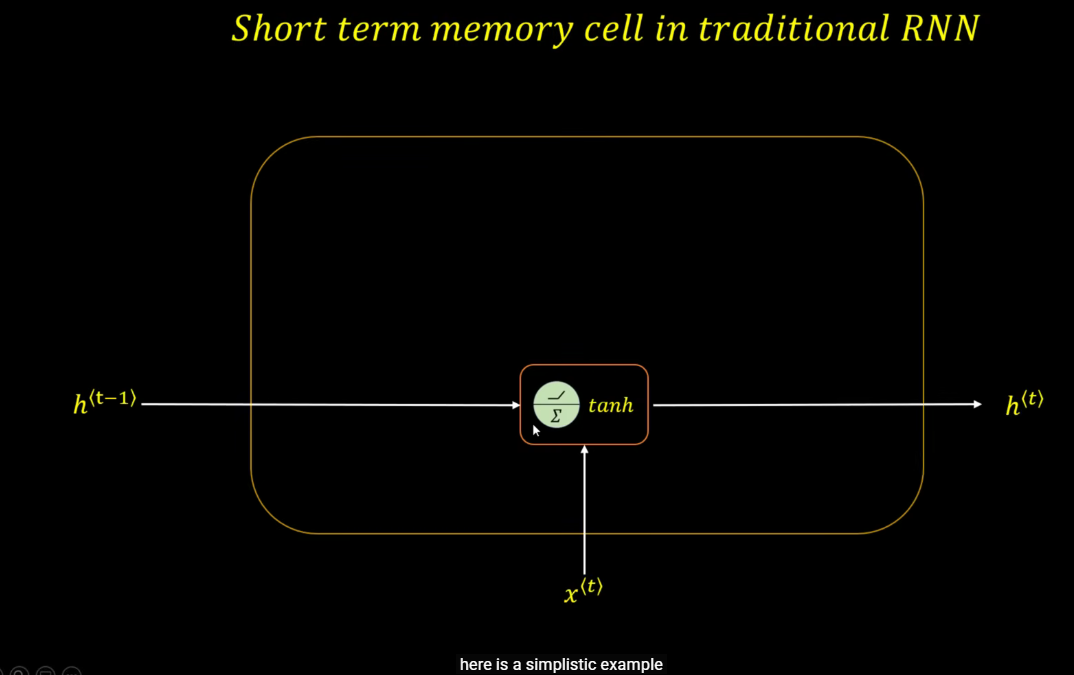 Short term memory cell in traditional RNN
h⟨t−1⟩
Σ
tanh
h⟨t⟩
x⟨t⟩
here is a simplistic example